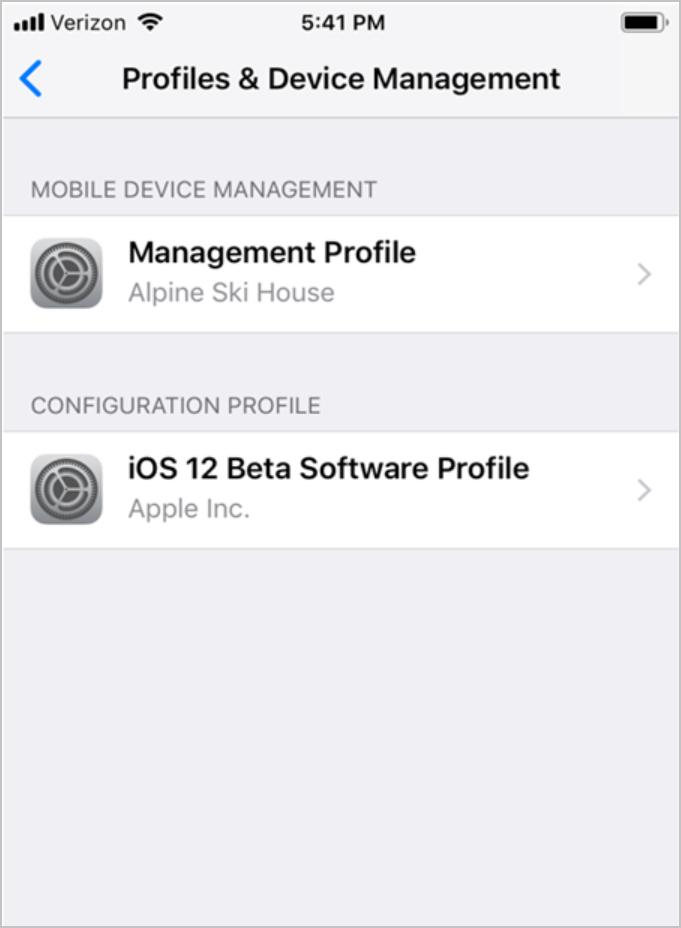 Verizon 5:41 PM
Profiles & Device Management
MOBILE DEVICE MANAGEMENT
Management Profile
Alpine Ski House
CONFIGURATION PROFILE
iOS 12 Beta Software Profile
Apple Inc.